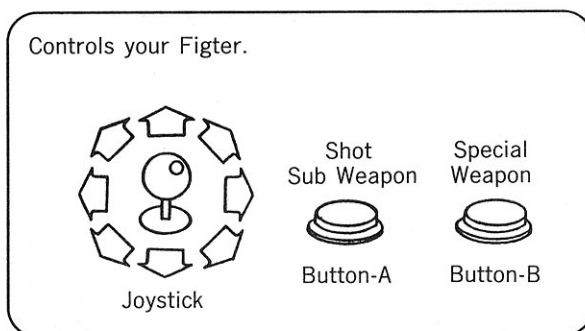 Controls your Figter.
Shot
Sub Weapon
Special
Weapon
Button-A
Button-B
Joystick